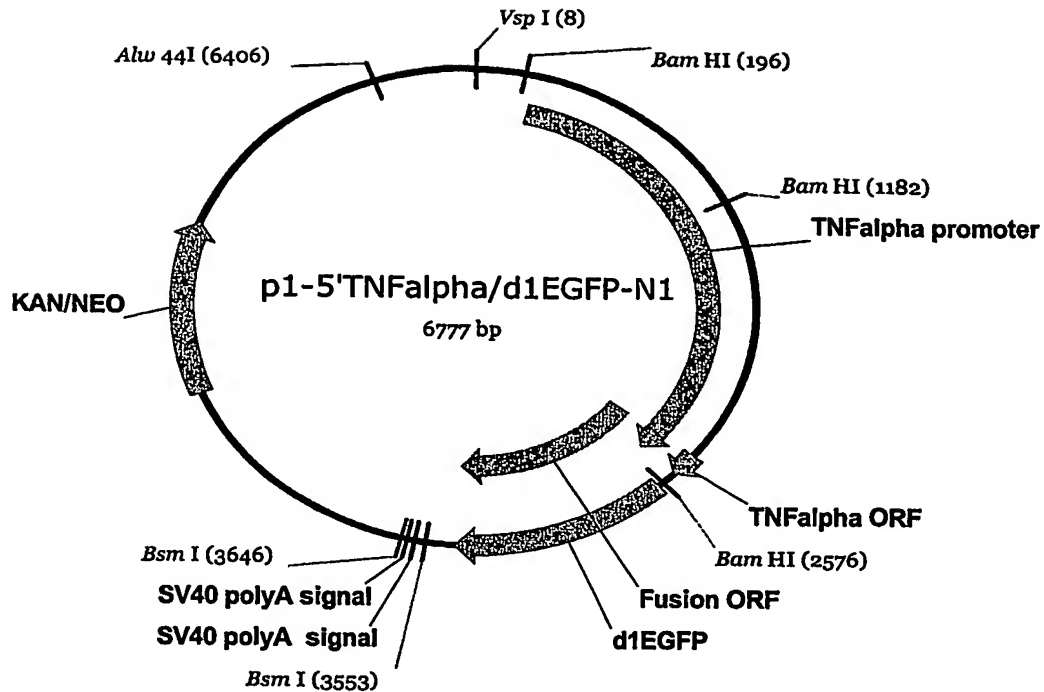 Vsp I (8)
Alw 44I (6406)
Bam HI (196)
Bam HI (1182)
TNFalpha promoter
p1-5'TNFalpha/d1EGFP-N1
6777 bp
KAN/NEO
TNFalpha ORF
Bsm I (3646)
Bam HI (2576)
SV40 polyA signal
Fusion ORF
SV40 polyA signal
d1EGFP
Bsm I (3553)